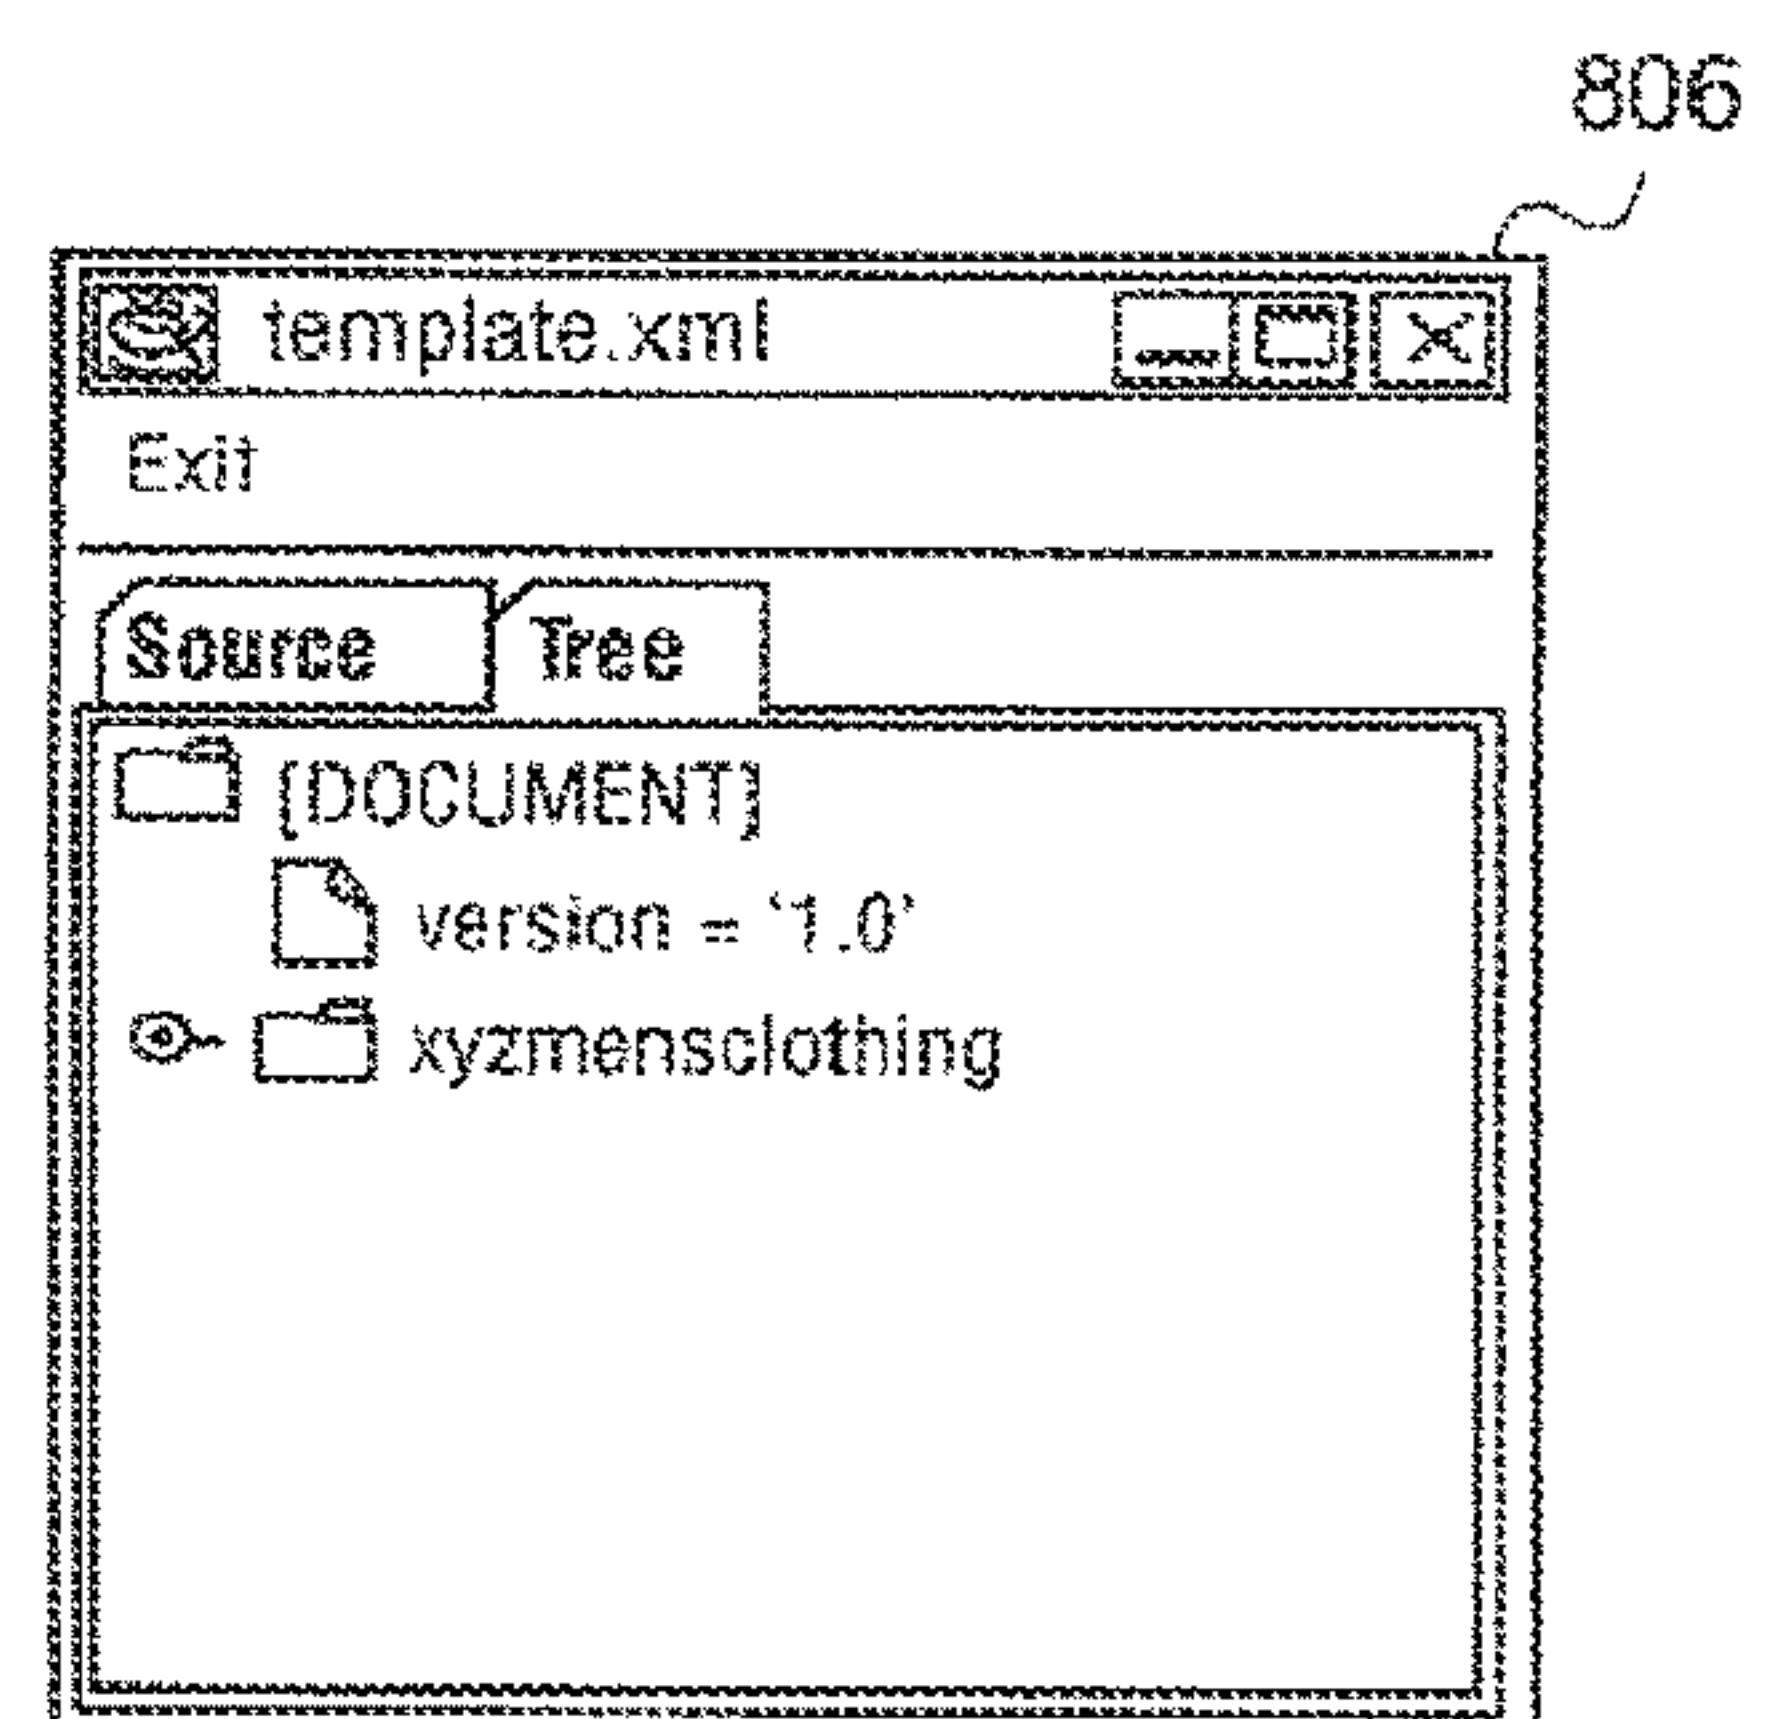 806
template.xml
Exit
Source Tree
[DOCUMENT]
version = '1.0'
xyzmensclothing